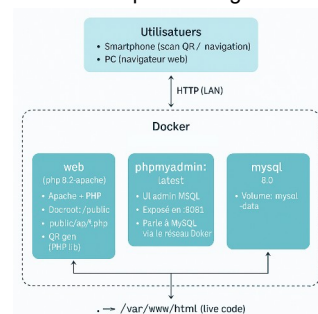 Utilisatuers
• Smartphone (scan QR / navigation)
• PC (navigateur web)
HTTP (LAN)
Docker
web
(php 8.2-apache)
• Apache + PHP
• Docroot: /public
• public/ap/*.php
• QR gen
(PHP lib)
phpmyadmin:
latest
• UI admin MSQL
• Exposé en :8081
• Parle à MySQL
via le réseau Doker
mysql
8.0
• Volume: mysql
-data
. → /var/www/html (live code)